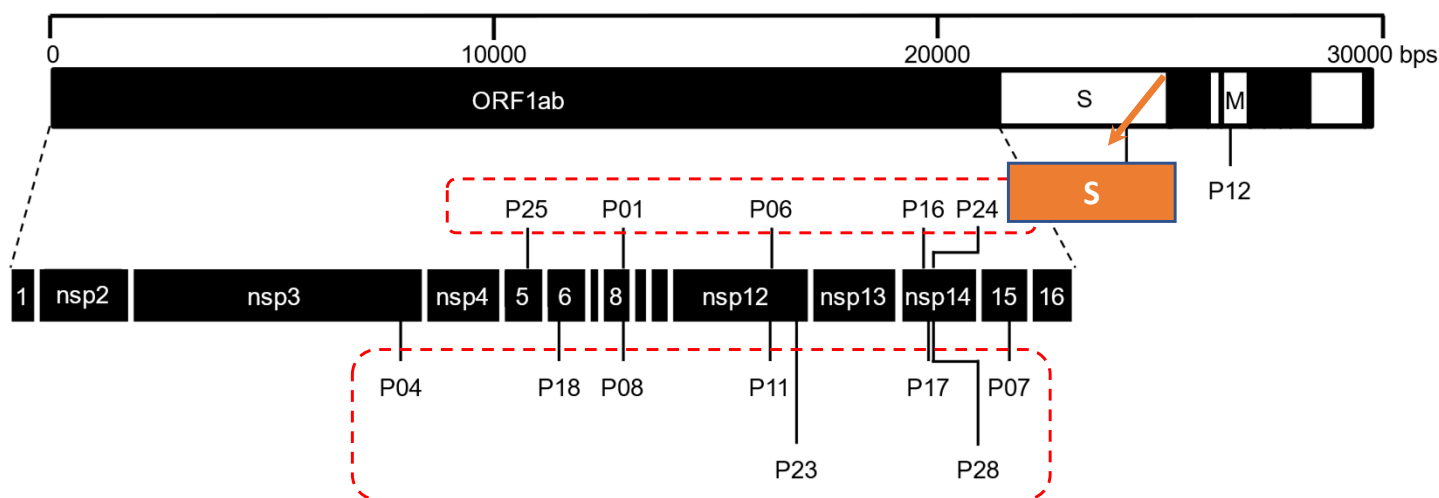 0 10000 20000 30000 bps
ORF1ab S M
P12
S
P25 P01 P06 P16 P24
1 nsp2 nsp3 nsp4 5 6 8 nsp12 nsp13 nsp14 15 16
P04 P18 P08 P11 P17 P07
P23 P28